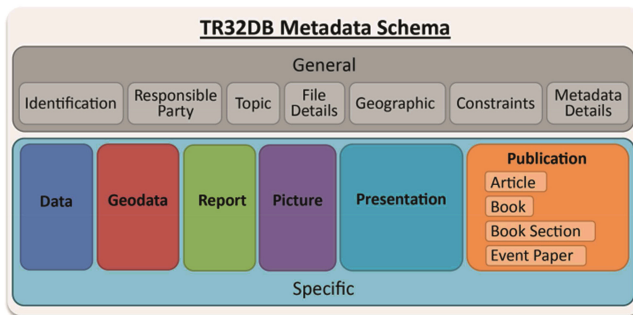 TR32DB Metadata Schema
General
Identification
Responsible
Party
Topic
File
Details
Geographic
Constraints
Metadata
Details
Data
Geodata
Report
Picture
Presentation
Publication
Article
Book
Book Section
Event Paper
Specific